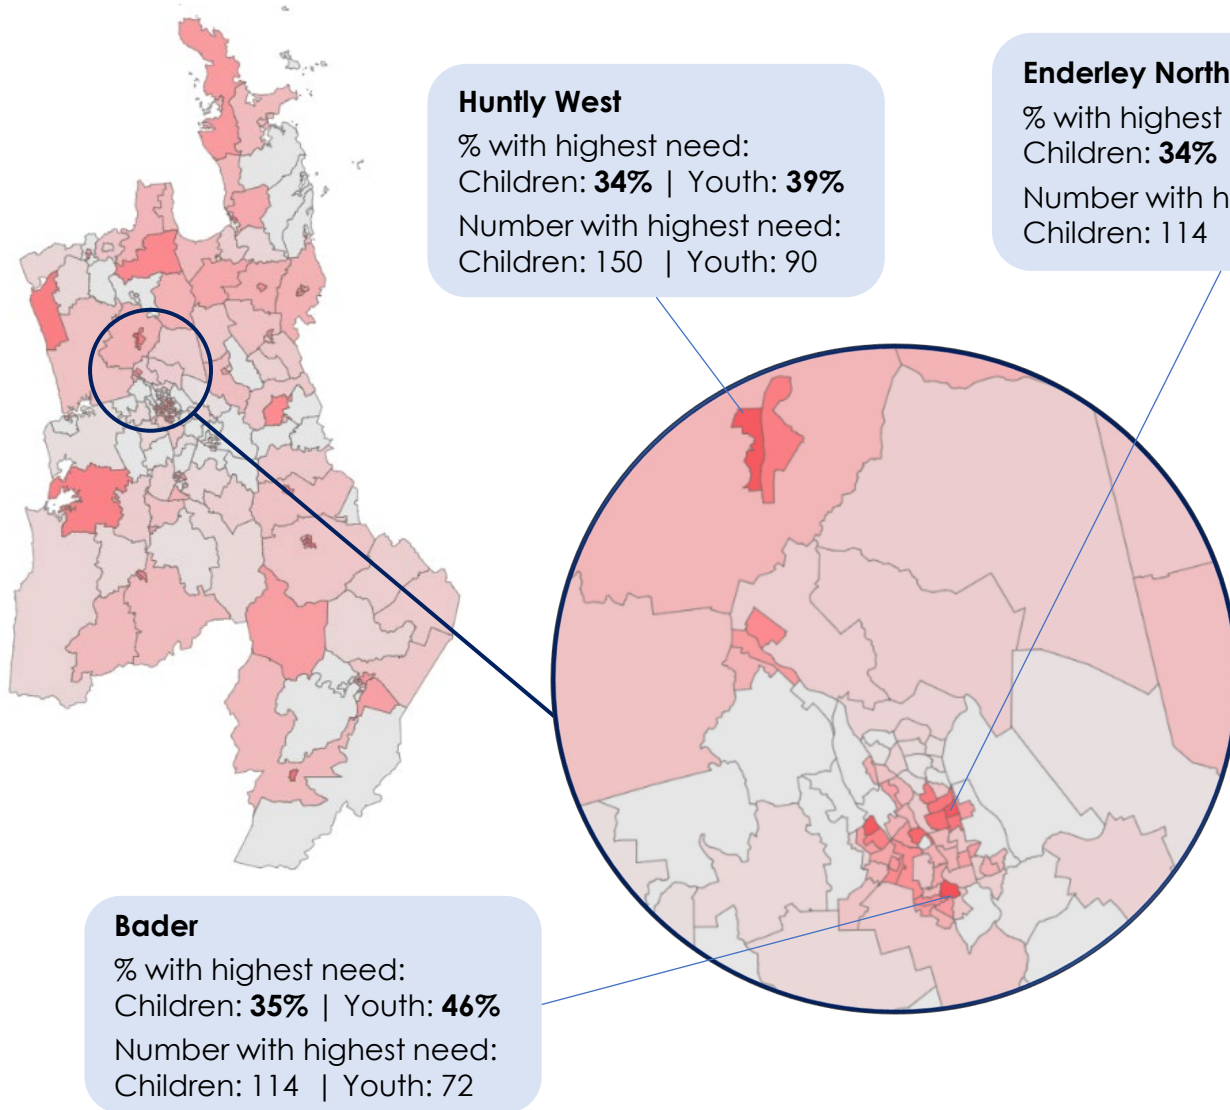 Huntly West
% with highest need:
Children: 34% | Youth: 39%
Number with highest need:
Children: 150 | Youth: 90
Enderley North
% with highest
Children: 34%
Number with h
Children: 114
Bader
% with highest need:
Children: 35% | Youth: 46%
Number with highest need:
Children: 114 | Youth: 72